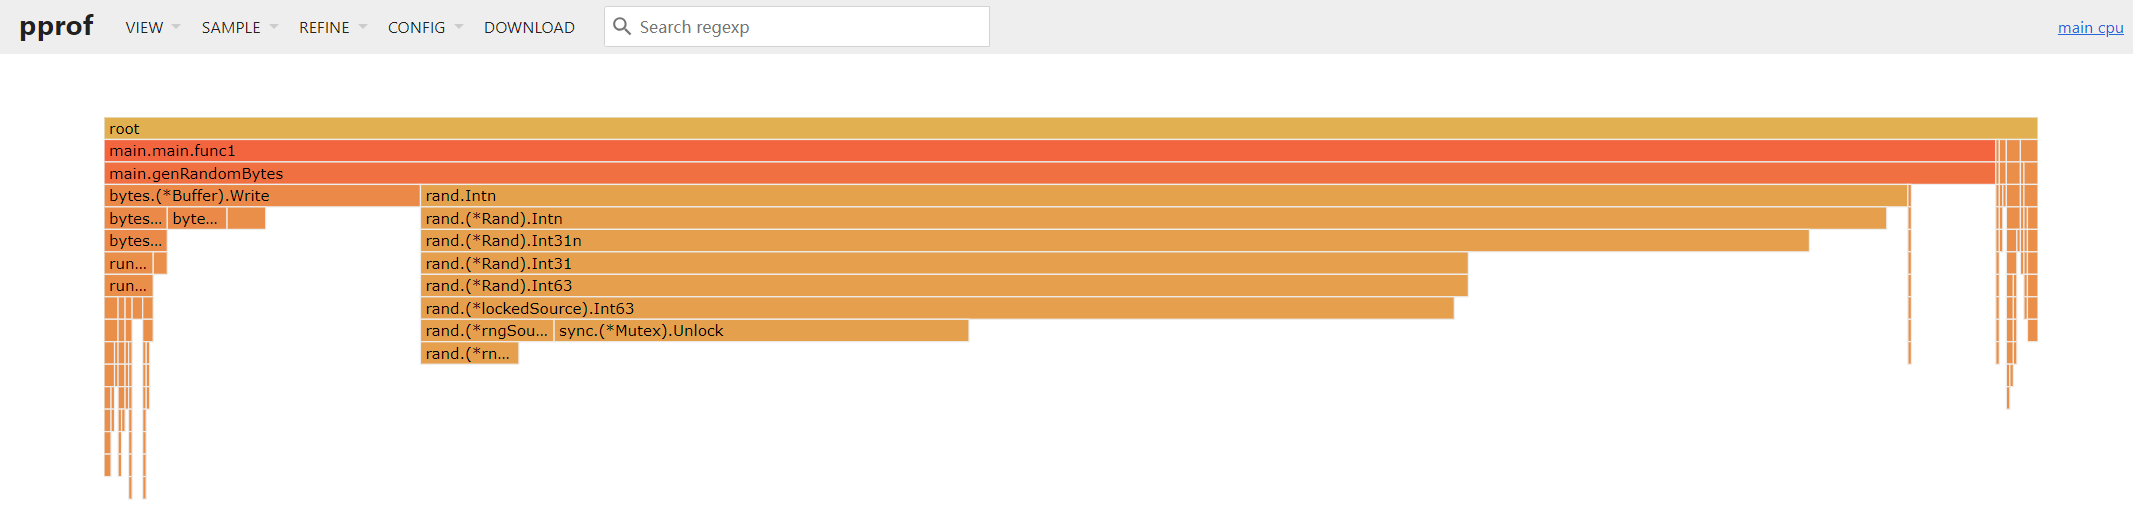 pprof VIEW SAMPLE REFINE CONFIG DOWNLOAD Search regexp main cpu
root
main.main.func1
main.genRandomBytes
bytes.(*Buffer).Write rand.Intn
bytes... byte... rand.(*Rand).Intn
bytes... rand.(*Rand).Int31n
run... rand.(*Rand).Int31
run... rand.(*Rand).Int63
rand.(*lockedSource).Int63
rand.(*rngSou... sync.(*Mutex).Unlock
rand.(*rn...